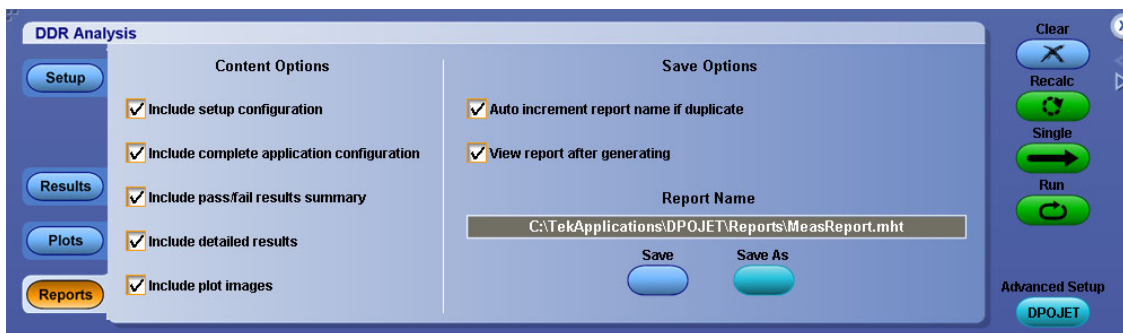 DDR Analysis
Setup
Results
Plots
Reports
Content Options
Include setup configuration
Include complete application configuration
Include pass/fail results summary
Include detailed results
Include plot images
Save Options
Auto increment report name if duplicate
View report after generating
Report Name
C:\TekApplications\DPOJET\Reports\MeasReport.mht
Save
Save As
Clear
Recalc
Single
Run
Advanced Setup
DPOJET